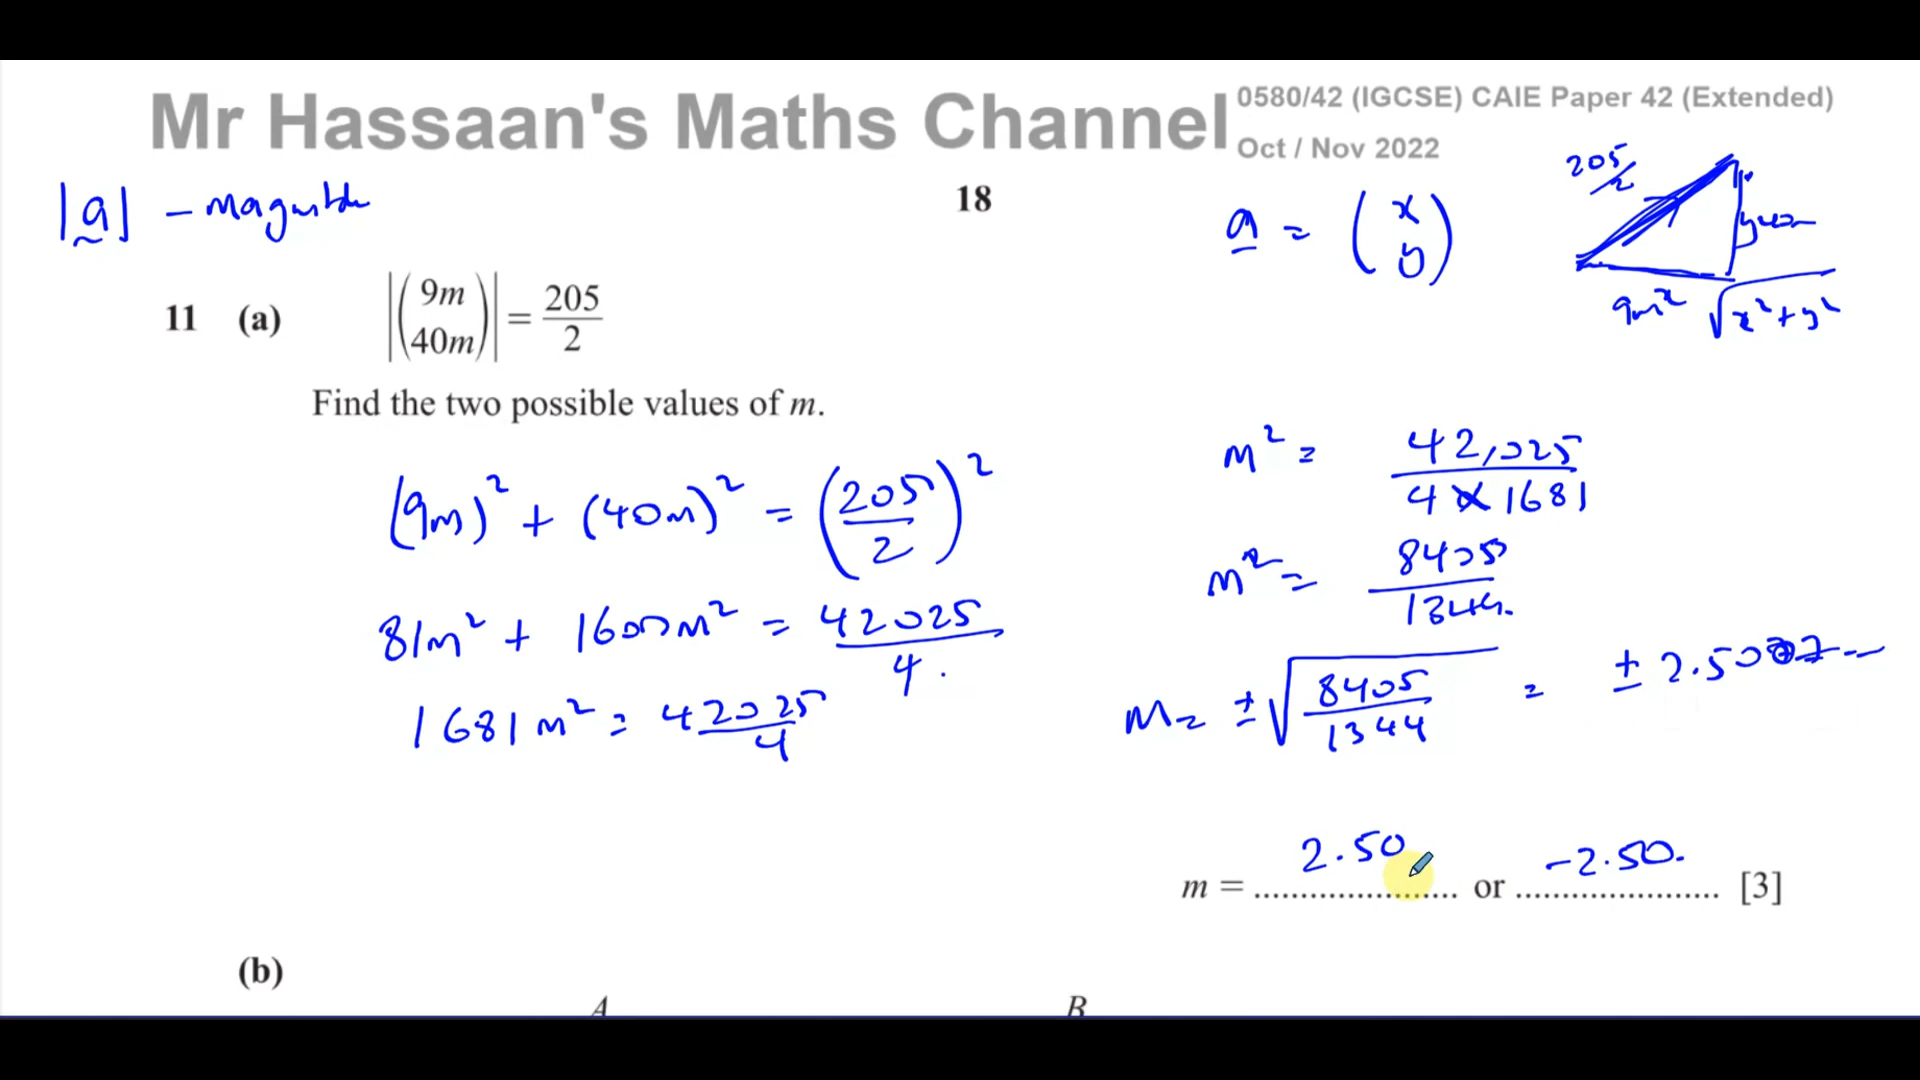 Mr Hassaan's Maths Channel
0580/42 (IGCSE) CAIE Paper 42 (Extended)
Oct / Nov 2022
|a| - magnitude
18
a = (x y)
205/2
9m x
√x²+y²
11 (a) |(9m 40m)| = 205/2
Find the two possible values of m.
(9m)² + (40m)² = (205/2)²
81m² + 1600m² = 42025/4.
1681m² = 42025/4
m² = 42,025/4×1681
m² = 8405/1344.
m = ±√8405/1344 = ± 2.5007...
2.50 -2.50.
m = ..................... or ..................... [3]
(b)
A B